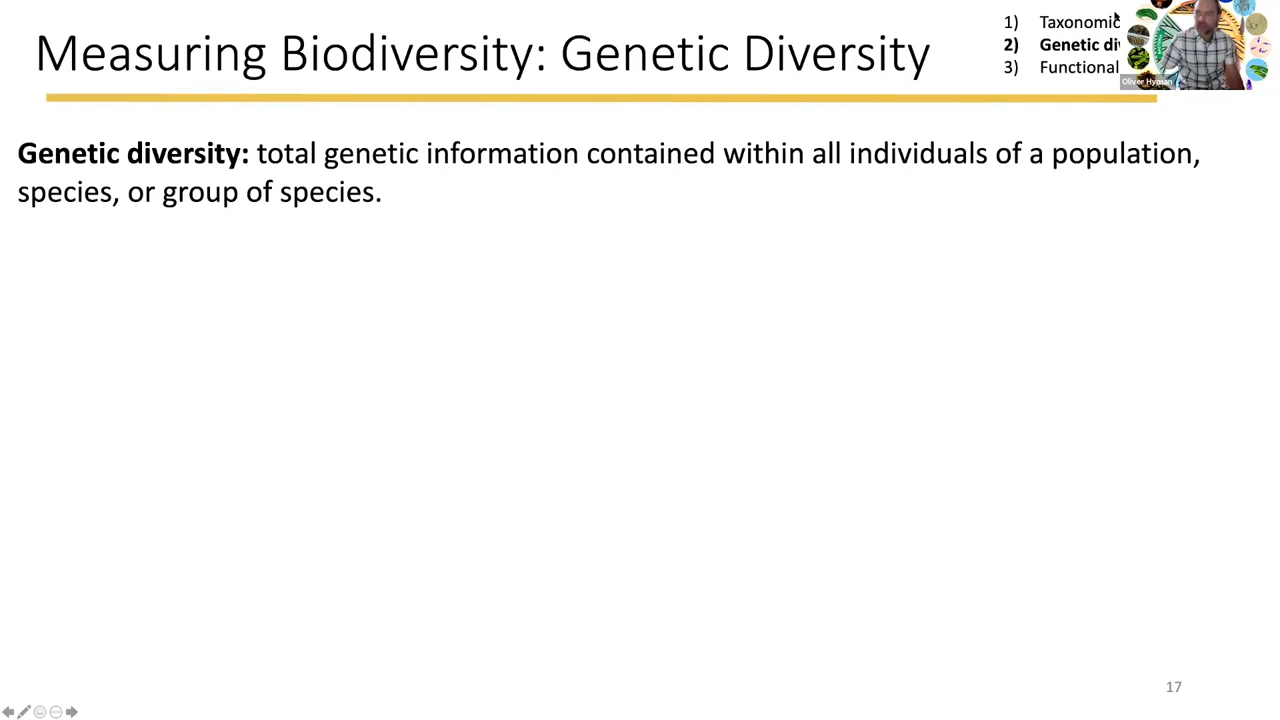 Measuring Biodiversity: Genetic Diversity
1) Taxonomic
2) Genetic di
3) Functional
Oliver Hyman
Genetic diversity: total genetic information contained within all individuals of a population,
species, or group of species.
17